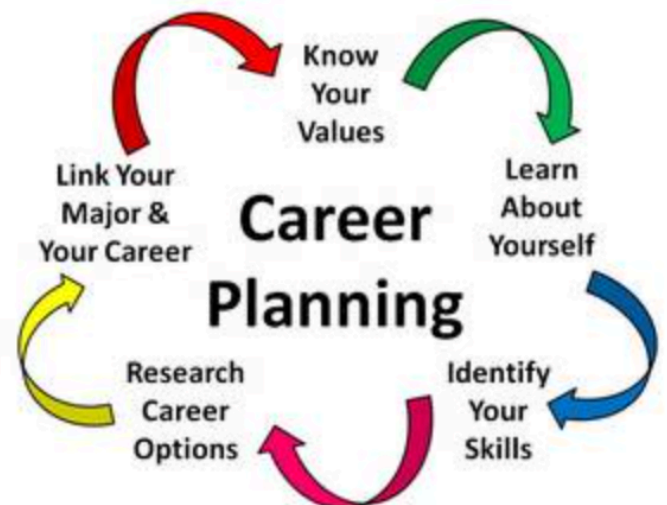 Career
Planning
Know
Your
Values
Learn
About
Yourself
Identify
Your
Skills
Research
Career
Options
Link Your
Major &
Your Career